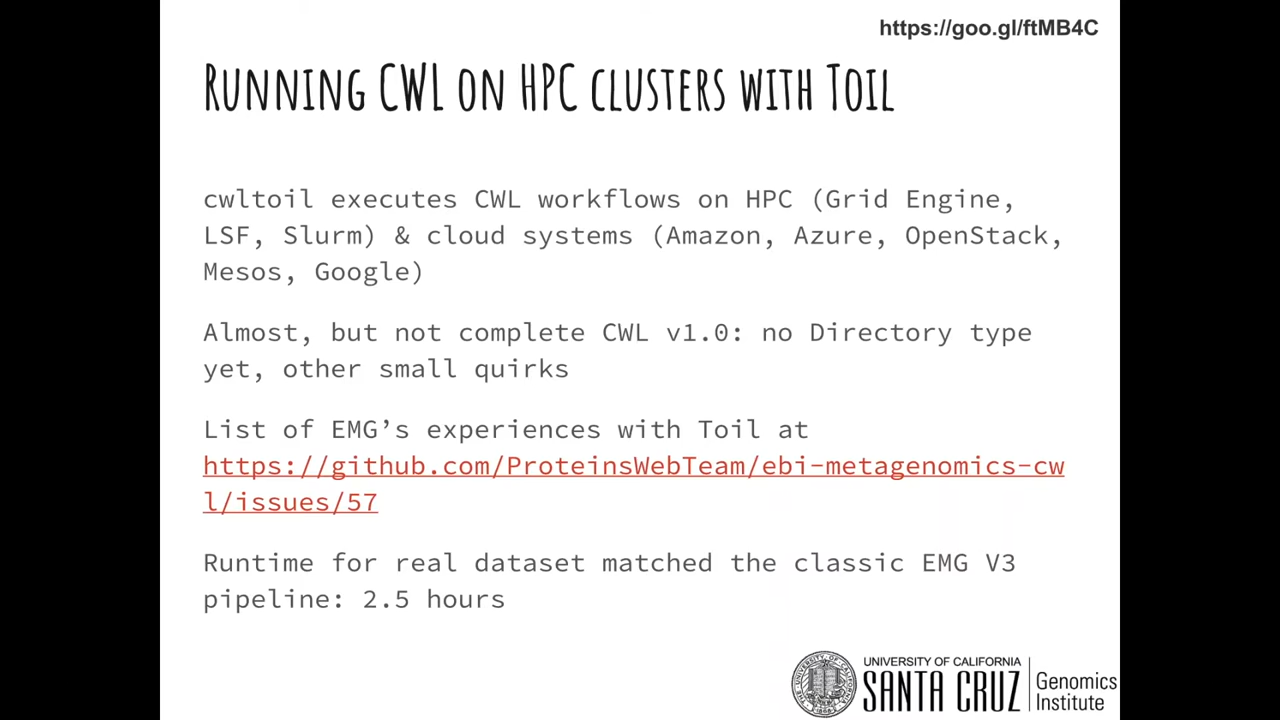 https://goo.gl/ftMB4C
Running CWL on HPC clusters with Toil
cwltoil executes CWL workflows on HPC (Grid Engine,
LSF, Slurm) & cloud systems (Amazon, Azure, OpenStack,
Mesos, Google)
Almost, but not complete CWL v1.0: no Directory type
yet, other small quirks
List of EMG’s experiences with Toil at
https://github.com/ProteinsWebTeam/ebi-metagenomics-cw
l/issues/57
Runtime for real dataset matched the classic EMG V3
pipeline: 2.5 hours
UNIVERSITY OF CALIFORNIA
SANTA CRUZ
Genomics
Institute